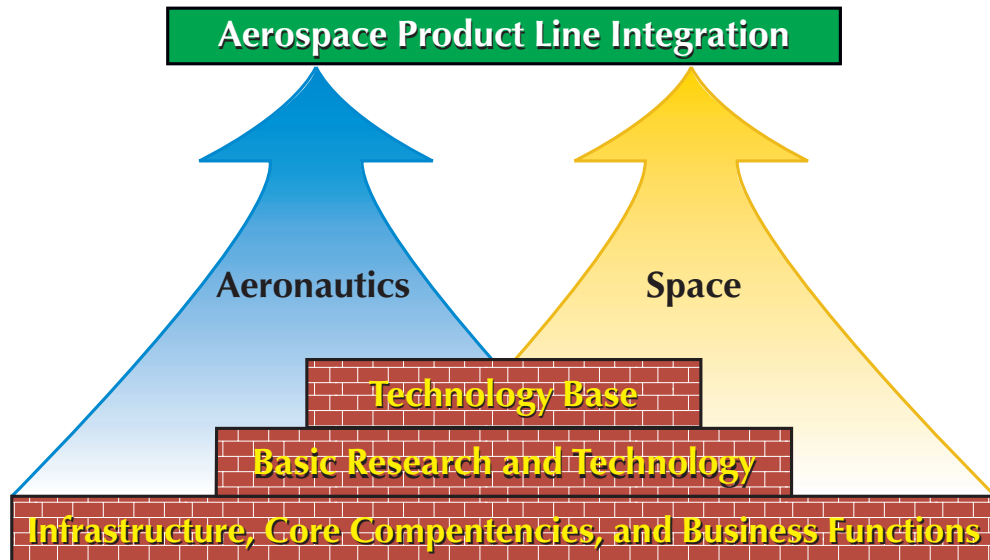 Aerospace Product Line Integration
Aeronautics
Space
Technology Base
Basic Research and Technology
Infrastructure, Core Compentencies, and Business Functions